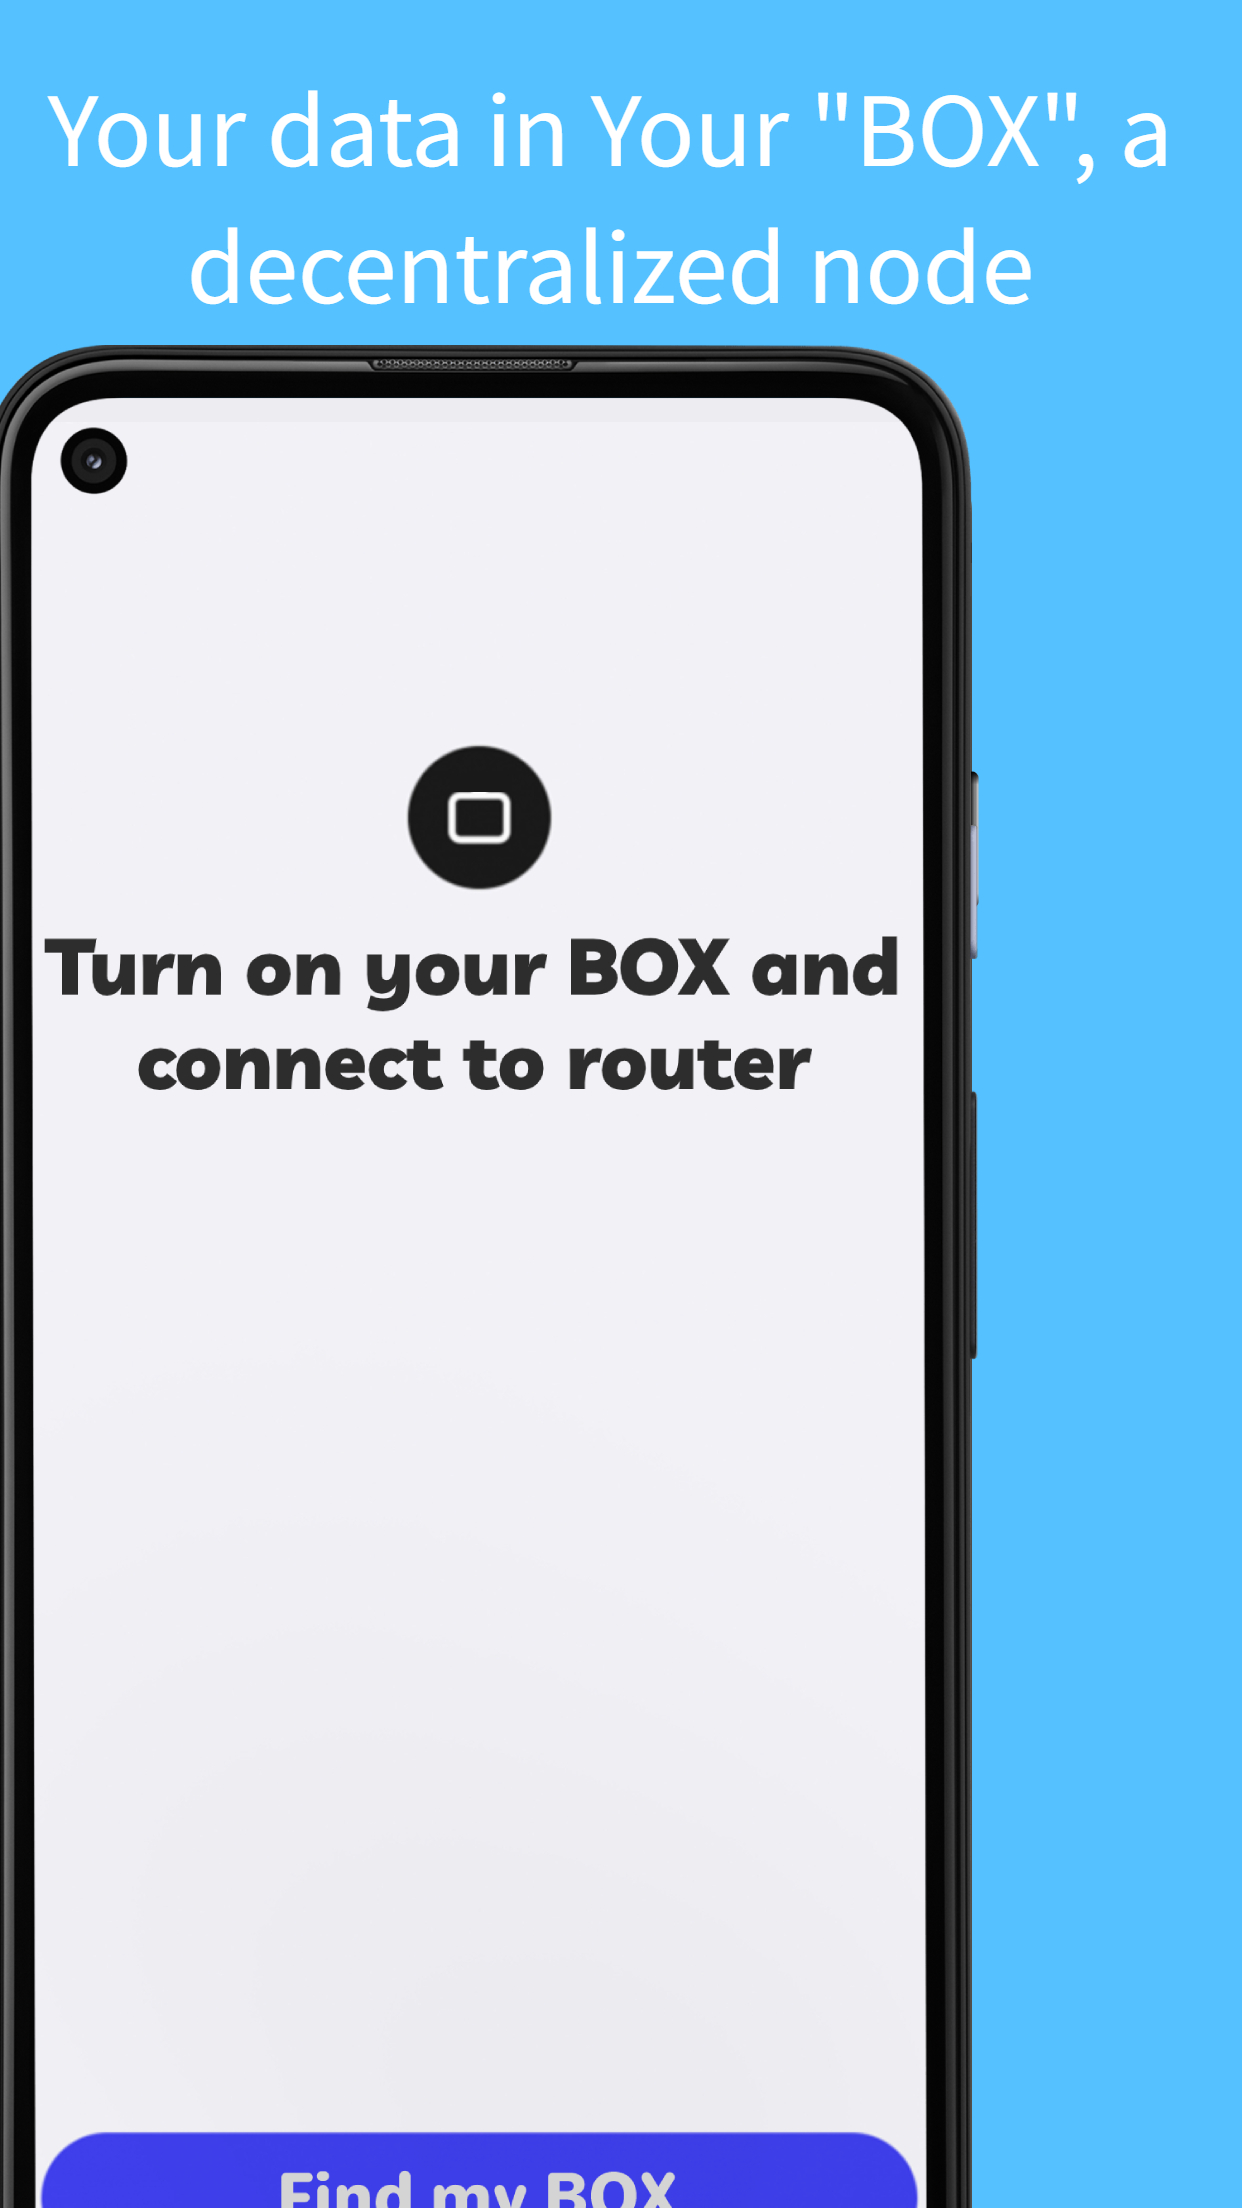 Your data in Your "BOX", a
decentralized node
Turn on your BOX and
connect to router
Find my BOX